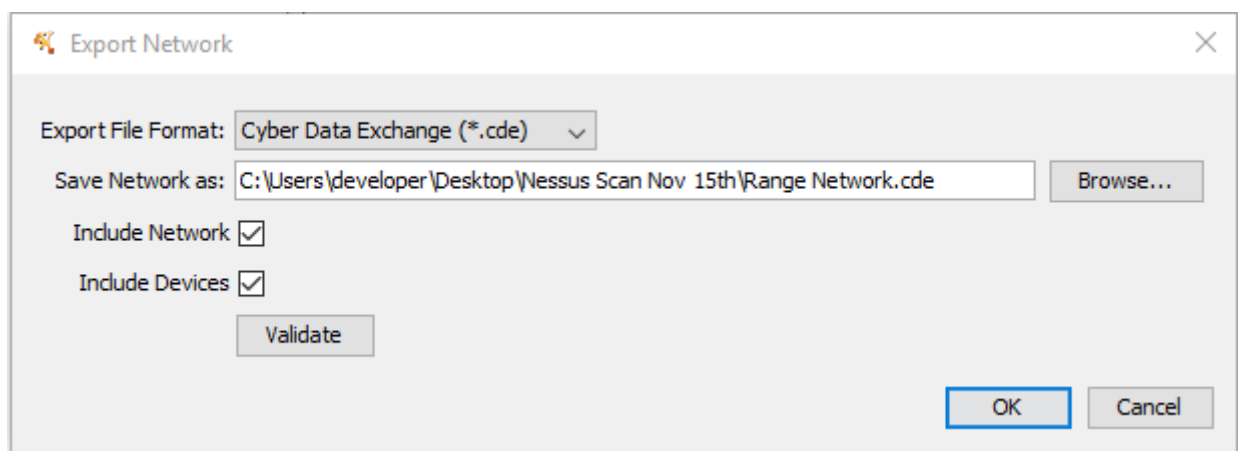 Export Network
Export File Format: Cyber Data Exchange (*.cde)
Save Network as: C:\Users\developer\Desktop\Nessus Scan Nov 15th\Range Network.cde Browse...
Include Network
Include Devices
Validate
OK Cancel